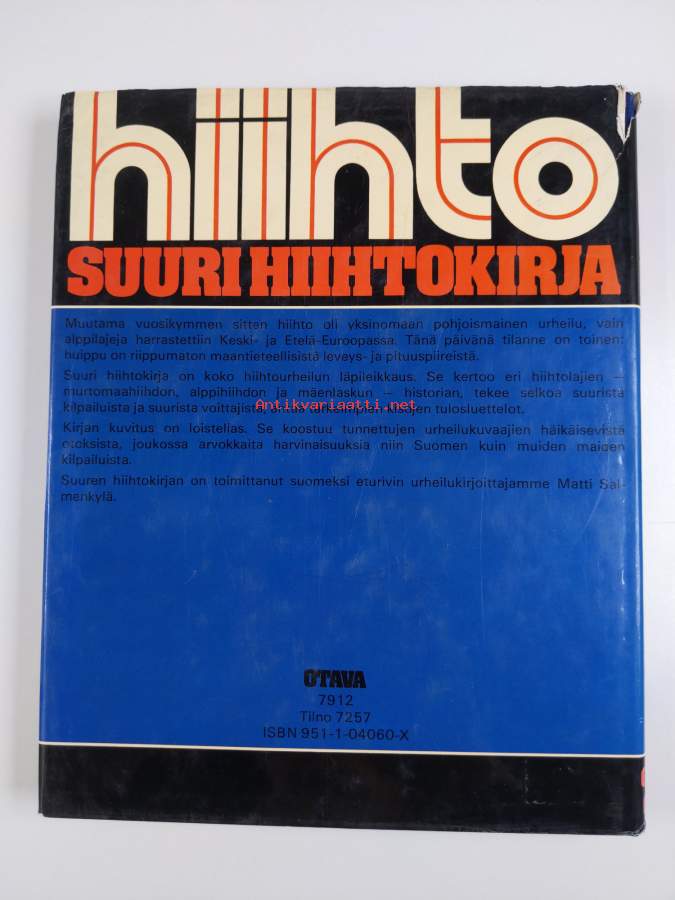 hiihto
SUURI HIIHTOKIRJA
Muutama vuosikymmen sitten hiihto oli yksinomaan pohjoismainen urheilu, vain
alppilajeja harrastettiin Keski- ja Etelä-Euroopassa. Tänä päivänä tilanne on toinen:
huippu on riippumaton maantieteellisistä leveys- ja pituuspiireistä.
Suuri hiihtokirja on koko hiihtourheilun läpileikkaus. Se kertoo eri hiihtolajien —
murtomaahiihdon, alppihiihdon ja mäenlaskun — historian, tekee selkoa suurista
kilpailuista ja suurista voittajista tulosluettelot.
Antikvariaatti.net
Kirjan kuvitus on loistelias. Se koostuu tunnettujen urheilukuvaajien häikäisevistä
otoksista, joukossa arvokkaita harvinaisuuksia niin Suomen kuin muiden maiden
kilpailuista.
Suuren hiihtokirjan on toimittanut suomeksi eturivin urheilukirjoittajamme Matti Sal-
menkylä.
OTAVA
7912
Tilno 7257
ISBN 951-1-04060-X